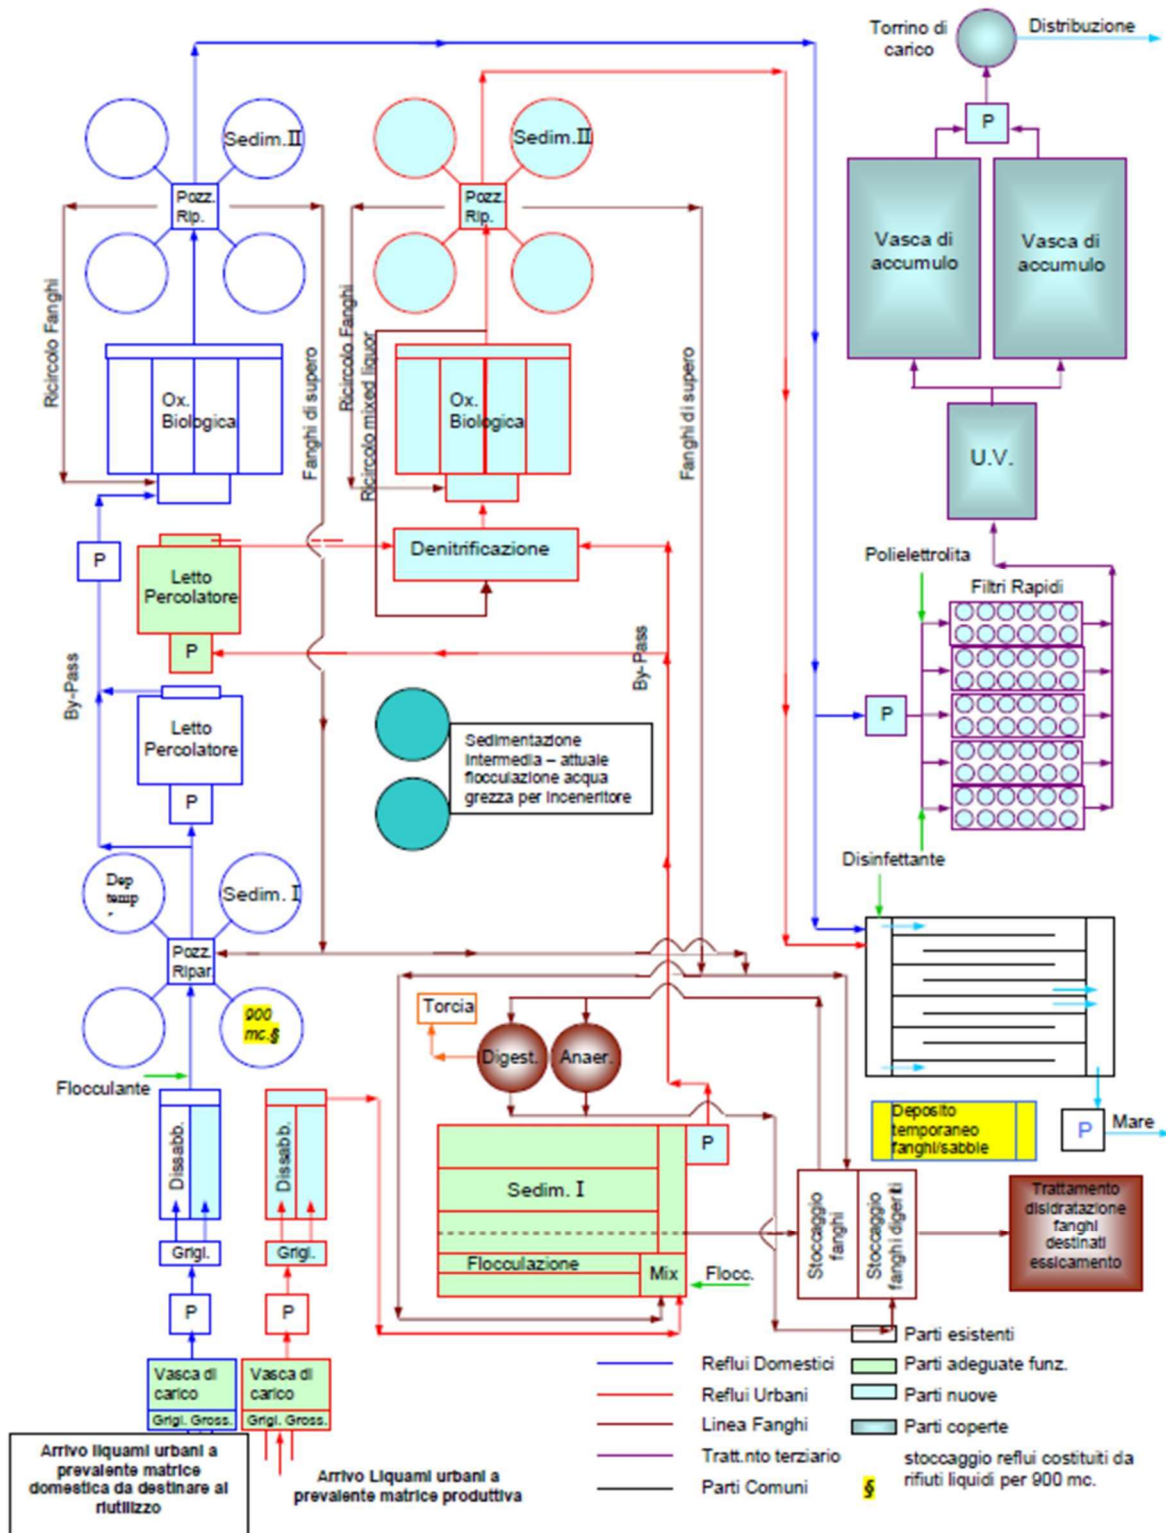 Torrino di
carico
Distribuzione
P
Sedim.II
Sedim.II
Pozz.
Rip.
Pozz.
Rip.
Vasca di
accumulo
Vasca di
accumulo
Ricircolo Fanghi
Fanghi di supero
Ricircolo Fanghi
Ricircolo mixed liquor
Fanghi di supero
Ox.
Biologica
Ox.
Biologica
U.V.
P
Letto
Percolatore
P
Denitrificazione
Polielettrolita
Filtri Rapidi
By-Pass
By-Pass
Letto
Percolatore
P
P
Sedimentazione
Intermedia – attuale
flocculazione acqua
grezza per inceneritore
Disinfettante
Dep
temp
Sedim. I
Pozz.
Ripar.
900
mc.§
Torcia
Digest.
Anaer.
Flocculante
Dissabb.
Dissabb.
P
Sedim. I
Flocculazione
Mix
Flocc.
Stoccaggio
fanghi
Stoccaggio
fanghi digeriti
Deposito
temporaneo
fanghi/sabbie
P
Mare
Trattamento
disidratazione
fanghi
destinati
essicamento
Grigl.
Grigl.
P
P
Vasca di
carico
Grigl. Gross.
Vasca di
carico
Grigl. Gross.
Arrivo liquami urbani a
prevalente matrice
domestica da destinare al
riutilizzo
Arrivo Liquami urbani a
prevalente matrice produttiva
Reflui Domestici
Reflui Urbani
Linea Fanghi
Tratt.nto terziario
Parti Comuni
Parti esistenti
Parti adeguate funz.
Parti nuove
Parti coperte
§
stoccaggio reflui costituiti da
rifiuti liquidi per 900 mc.